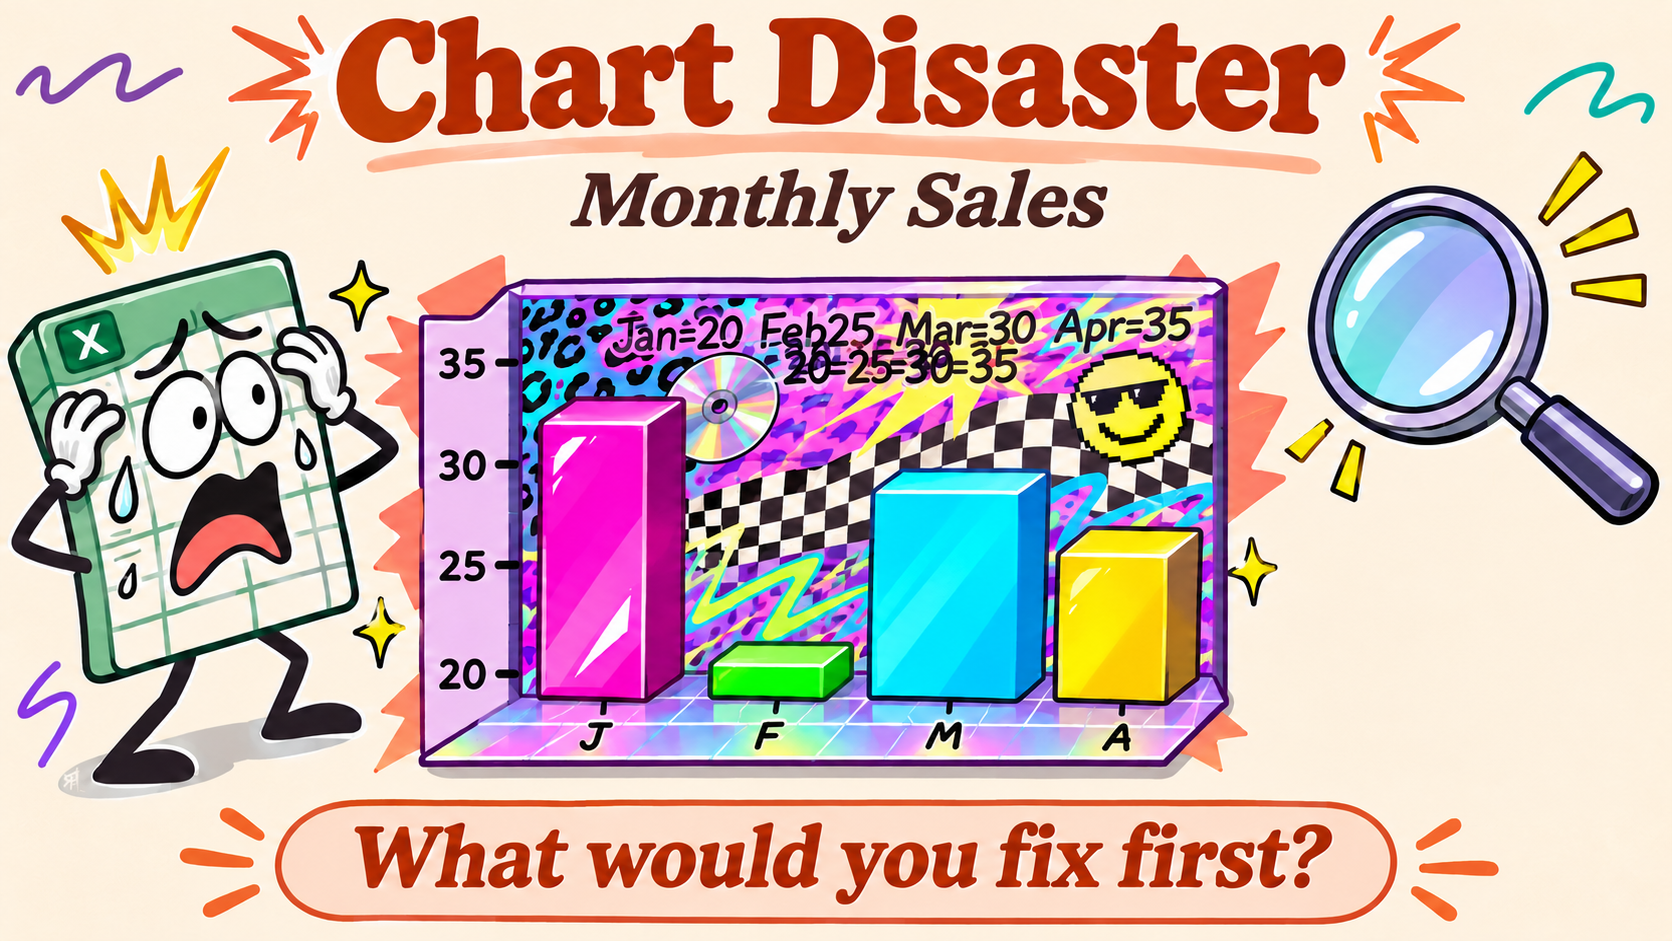 Chart Disaster
Monthly Sales
X
Jan=20 Feb25 Mar=30 Apr=35
20=25=30=35
35
30
25
20
J F M A
What would you fix first?